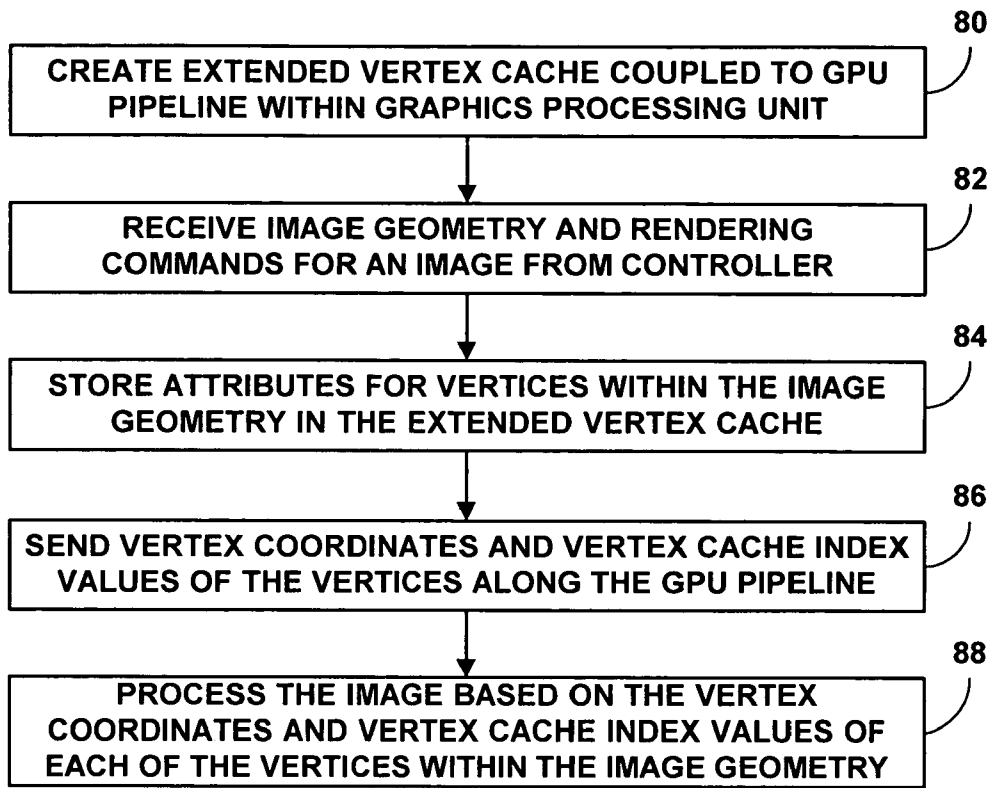 80
CREATE EXTENDED VERTEX CACHE COUPLED TO GPU
PIPELINE WITHIN GRAPHICS PROCESSING UNIT
82
RECEIVE IMAGE GEOMETRY AND RENDERING
COMMANDS FOR AN IMAGE FROM CONTROLLER
84
STORE ATTRIBUTES FOR VERTICES WITHIN THE IMAGE
GEOMETRY IN THE EXTENDED VERTEX CACHE
86
SEND VERTEX COORDINATES AND VERTEX CACHE INDEX
VALUES OF THE VERTICES ALONG THE GPU PIPELINE
88
PROCESS THE IMAGE BASED ON THE VERTEX
COORDINATES AND VERTEX CACHE INDEX VALUES OF
EACH OF THE VERTICES WITHIN THE IMAGE GEOMETRY